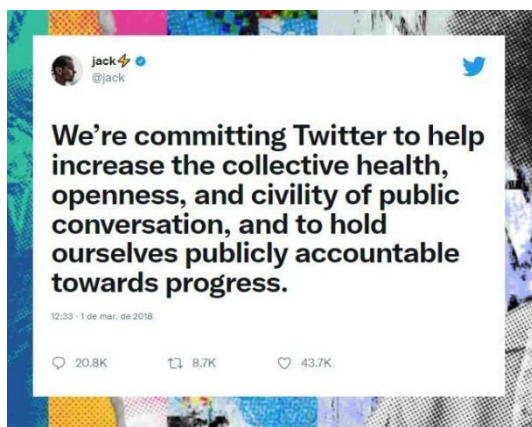 jack⚡
@jack
We’re committing Twitter to help
increase the collective health,
openness, and civility of public
conversation, and to hold
ourselves publicly accountable
towards progress.
12:33 - 1 de mar. de 2018
20.8K 8.7K 43.7K